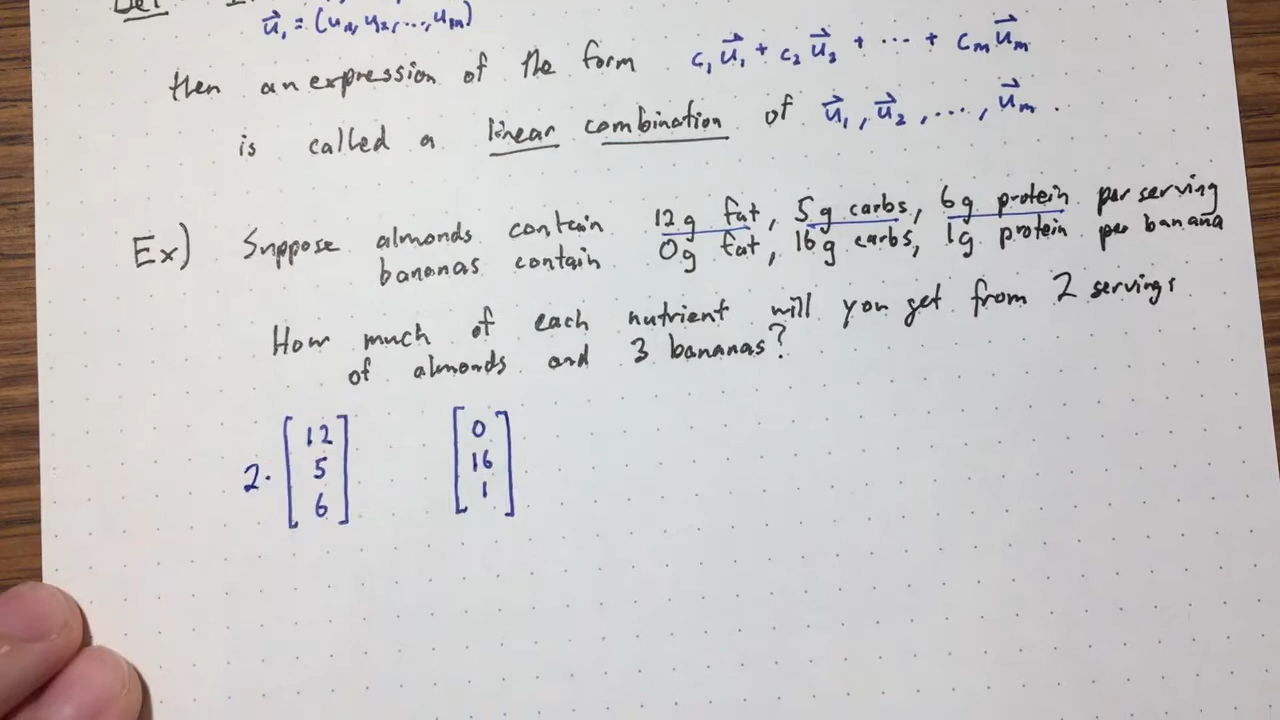 Def
u⃗₁ = (u₁₁, u₁₂, ..., u₁ₙ)
then an expression of the form c₁u⃗₁ + c₂u⃗₂ + ... + cₘu⃗ₘ
is called a linear combination of u⃗₁, u⃗₂, ..., u⃗ₘ.
Ex) Suppose almonds contain 12g fat, 5g carbs, 6g protein per serving
bananas contain 0g fat, 16g carbs, 1g protein per banana
How much of each nutrient will you get from 2 servings
of almonds and 3 bananas?
2· [12 5 6] [0 16 1]